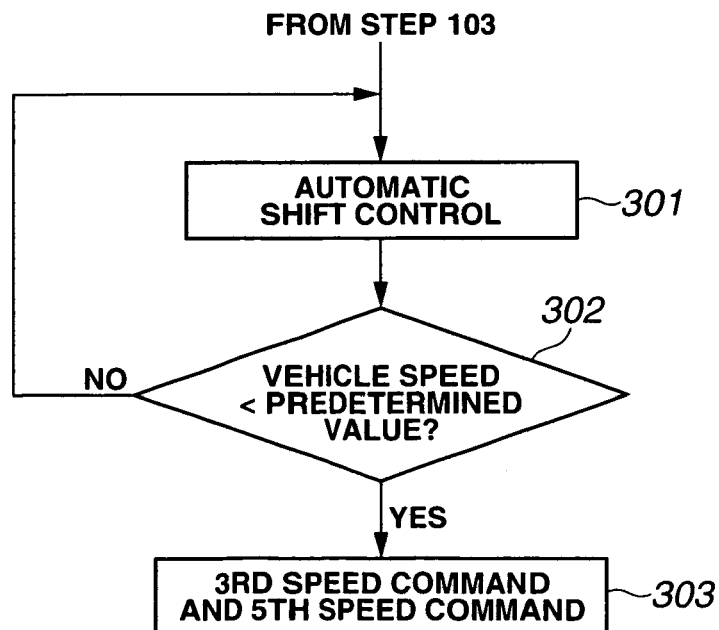 FROM STEP 103
AUTOMATIC
SHIFT CONTROL
301
302
NO
VEHICLE SPEED
< PREDETERMINED
VALUE?
YES
3RD SPEED COMMAND
AND 5TH SPEED COMMAND
303